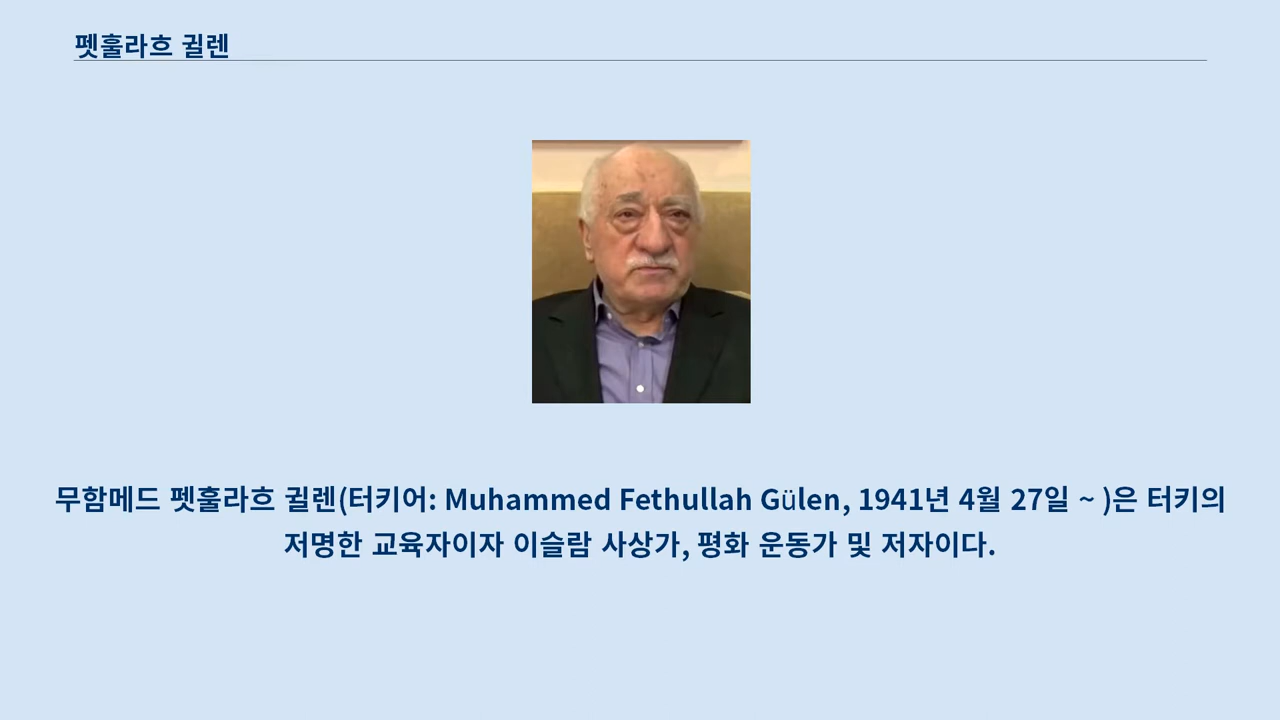 펫훌라흐 귈렌
무함메드 펫훌라흐 귈렌(터키어: Muhammed Fethullah Gülen, 1941년 4월 27일 ~ )은 터키의
저명한 교육자이자 이슬람 사상가, 평화 운동가 및 저자이다.